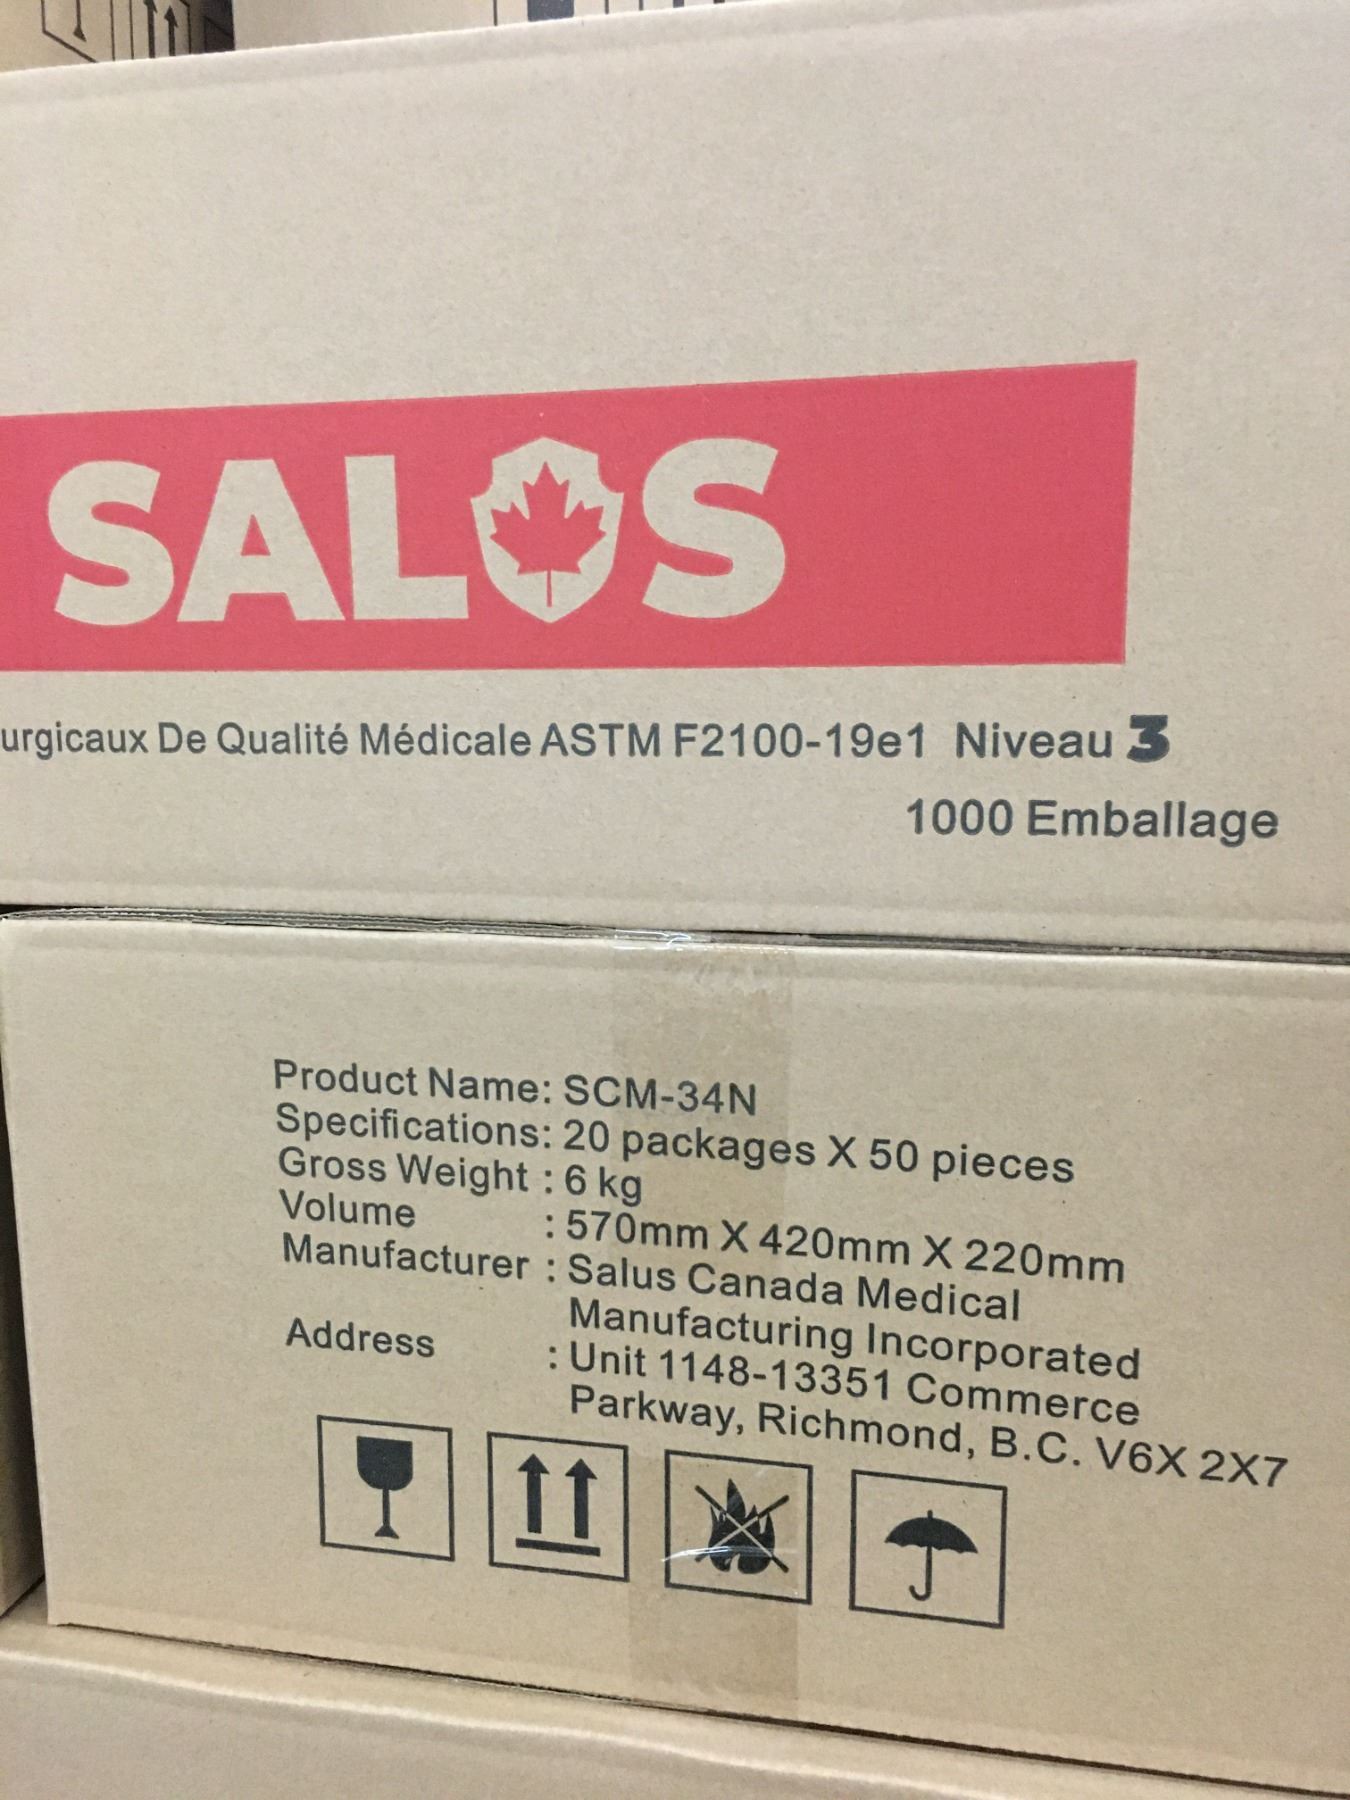 SALOS
urgicaux De Qualité Médicale ASTM F2100-19e1 Niveau 3
1000 Emballage
Product Name: SCM-34N
Specifications: 20 packages X 50 pieces
Gross Weight : 6 kg
Volume : 570mm X 420mm X 220mm
Manufacturer : Salus Canada Medical
Manufacturing Incorporated
Address : Unit 1148-13351 Commerce
Parkway, Richmond, B.C. V6X 2X7